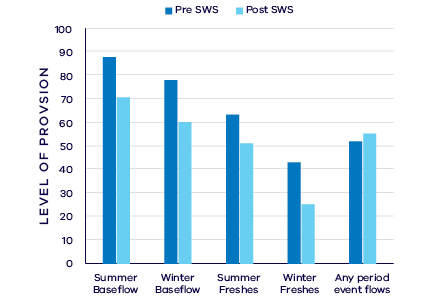 Pre SWS Post SWS
100
90
80
70
60
50
40
30
20
10
0
LEVEL OF PROVSION
Summer Baseflow
Winter Baseflow
Summer Freshes
Winter Freshes
Any period event flows